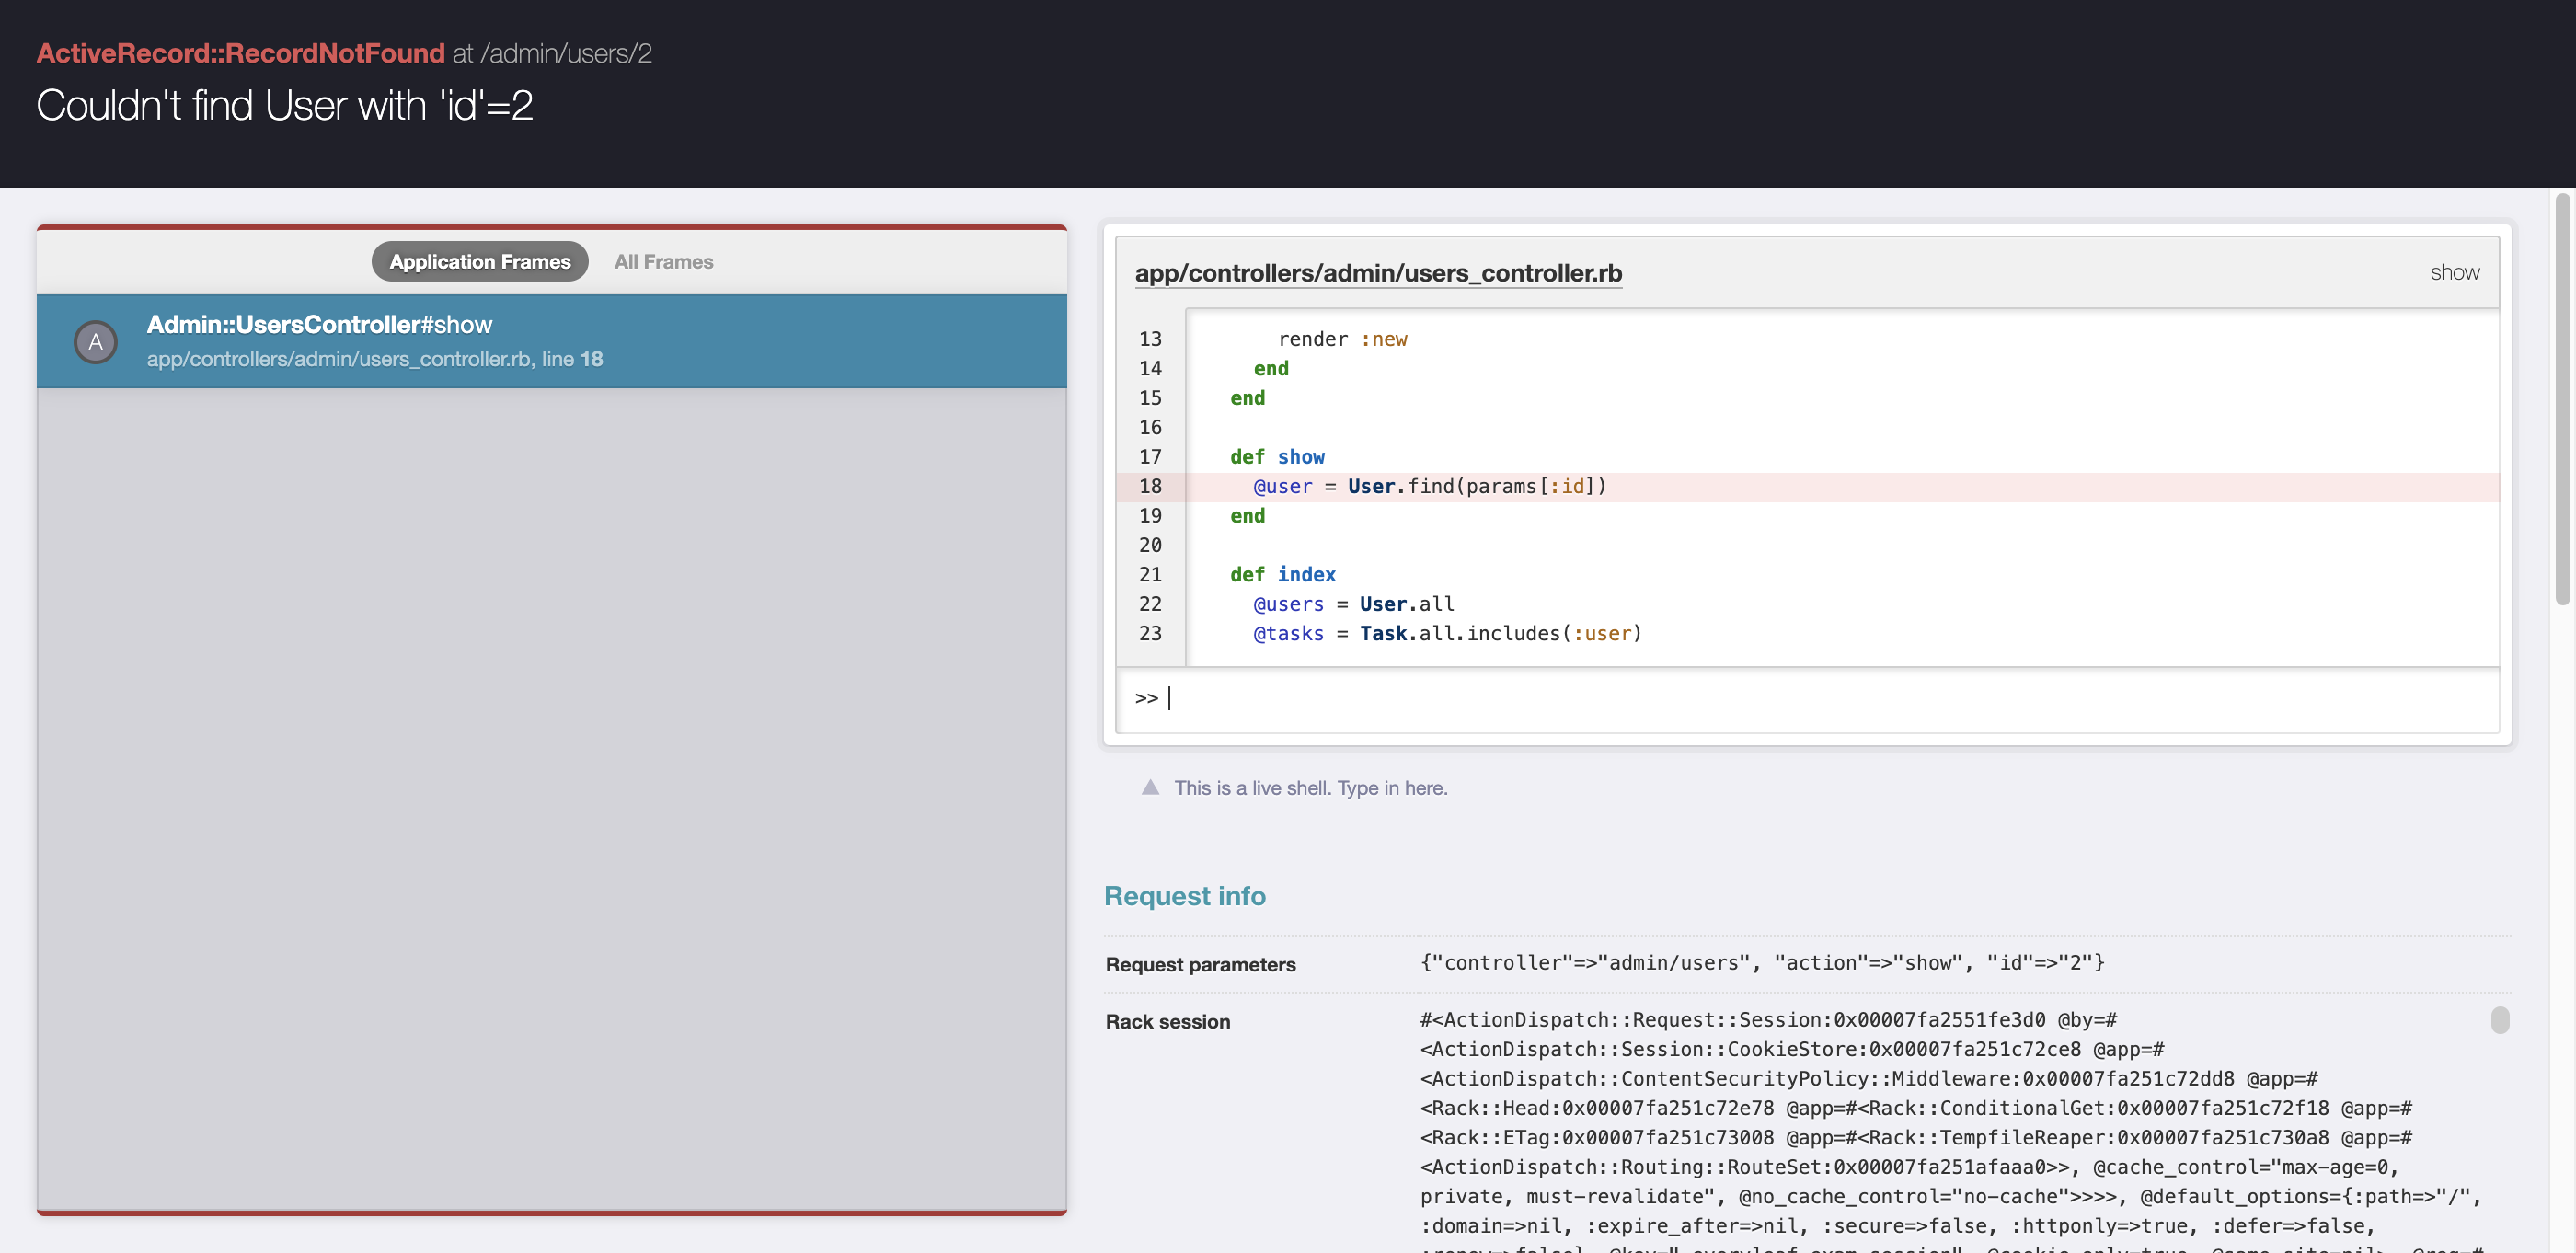 ActiveRecord::RecordNotFound at /admin/users/2
Couldn't find User with 'id'=2
Application Frames All Frames
A
Admin::UsersController#show
app/controllers/admin/users_controller.rb, line 18
app/controllers/admin/users_controller.rb show
13 render :new
14 end
15 end
16
17 def show
18 @user = User.find(params[:id])
19 end
20
21 def index
22 @users = User.all
23 @tasks = Task.all.includes(:user)
>>
This is a live shell. Type in here.
Request info
Request parameters {"controller"=>"admin/users", "action"=>"show", "id"=>"2"}
Rack session #<ActionDispatch::Request::Session:0x00007fa2551fe3d0 @by=#
<ActionDispatch::Session::CookieStore:0x00007fa251c72ce8 @app=#
<ActionDispatch::ContentSecurityPolicy::Middleware:0x00007fa251c72dd8 @app=#
<Rack::Head:0x00007fa251c72e78 @app=#<Rack::ConditionalGet:0x00007fa251c72f18 @app=#
<Rack::ETag:0x00007fa251c73008 @app=#<Rack::TempfileReaper:0x00007fa251c730a8 @app=#
<ActionDispatch::Routing::RouteSet:0x00007fa251afaaa0>>, @cache_control="max-age=0,
private, must-revalidate", @no_cache_control="no-cache">>>>, @default_options={:path=>"/",
:domain=>nil, :expire_after=>nil, :secure=>false, :httponly=>true, :defer=>false,